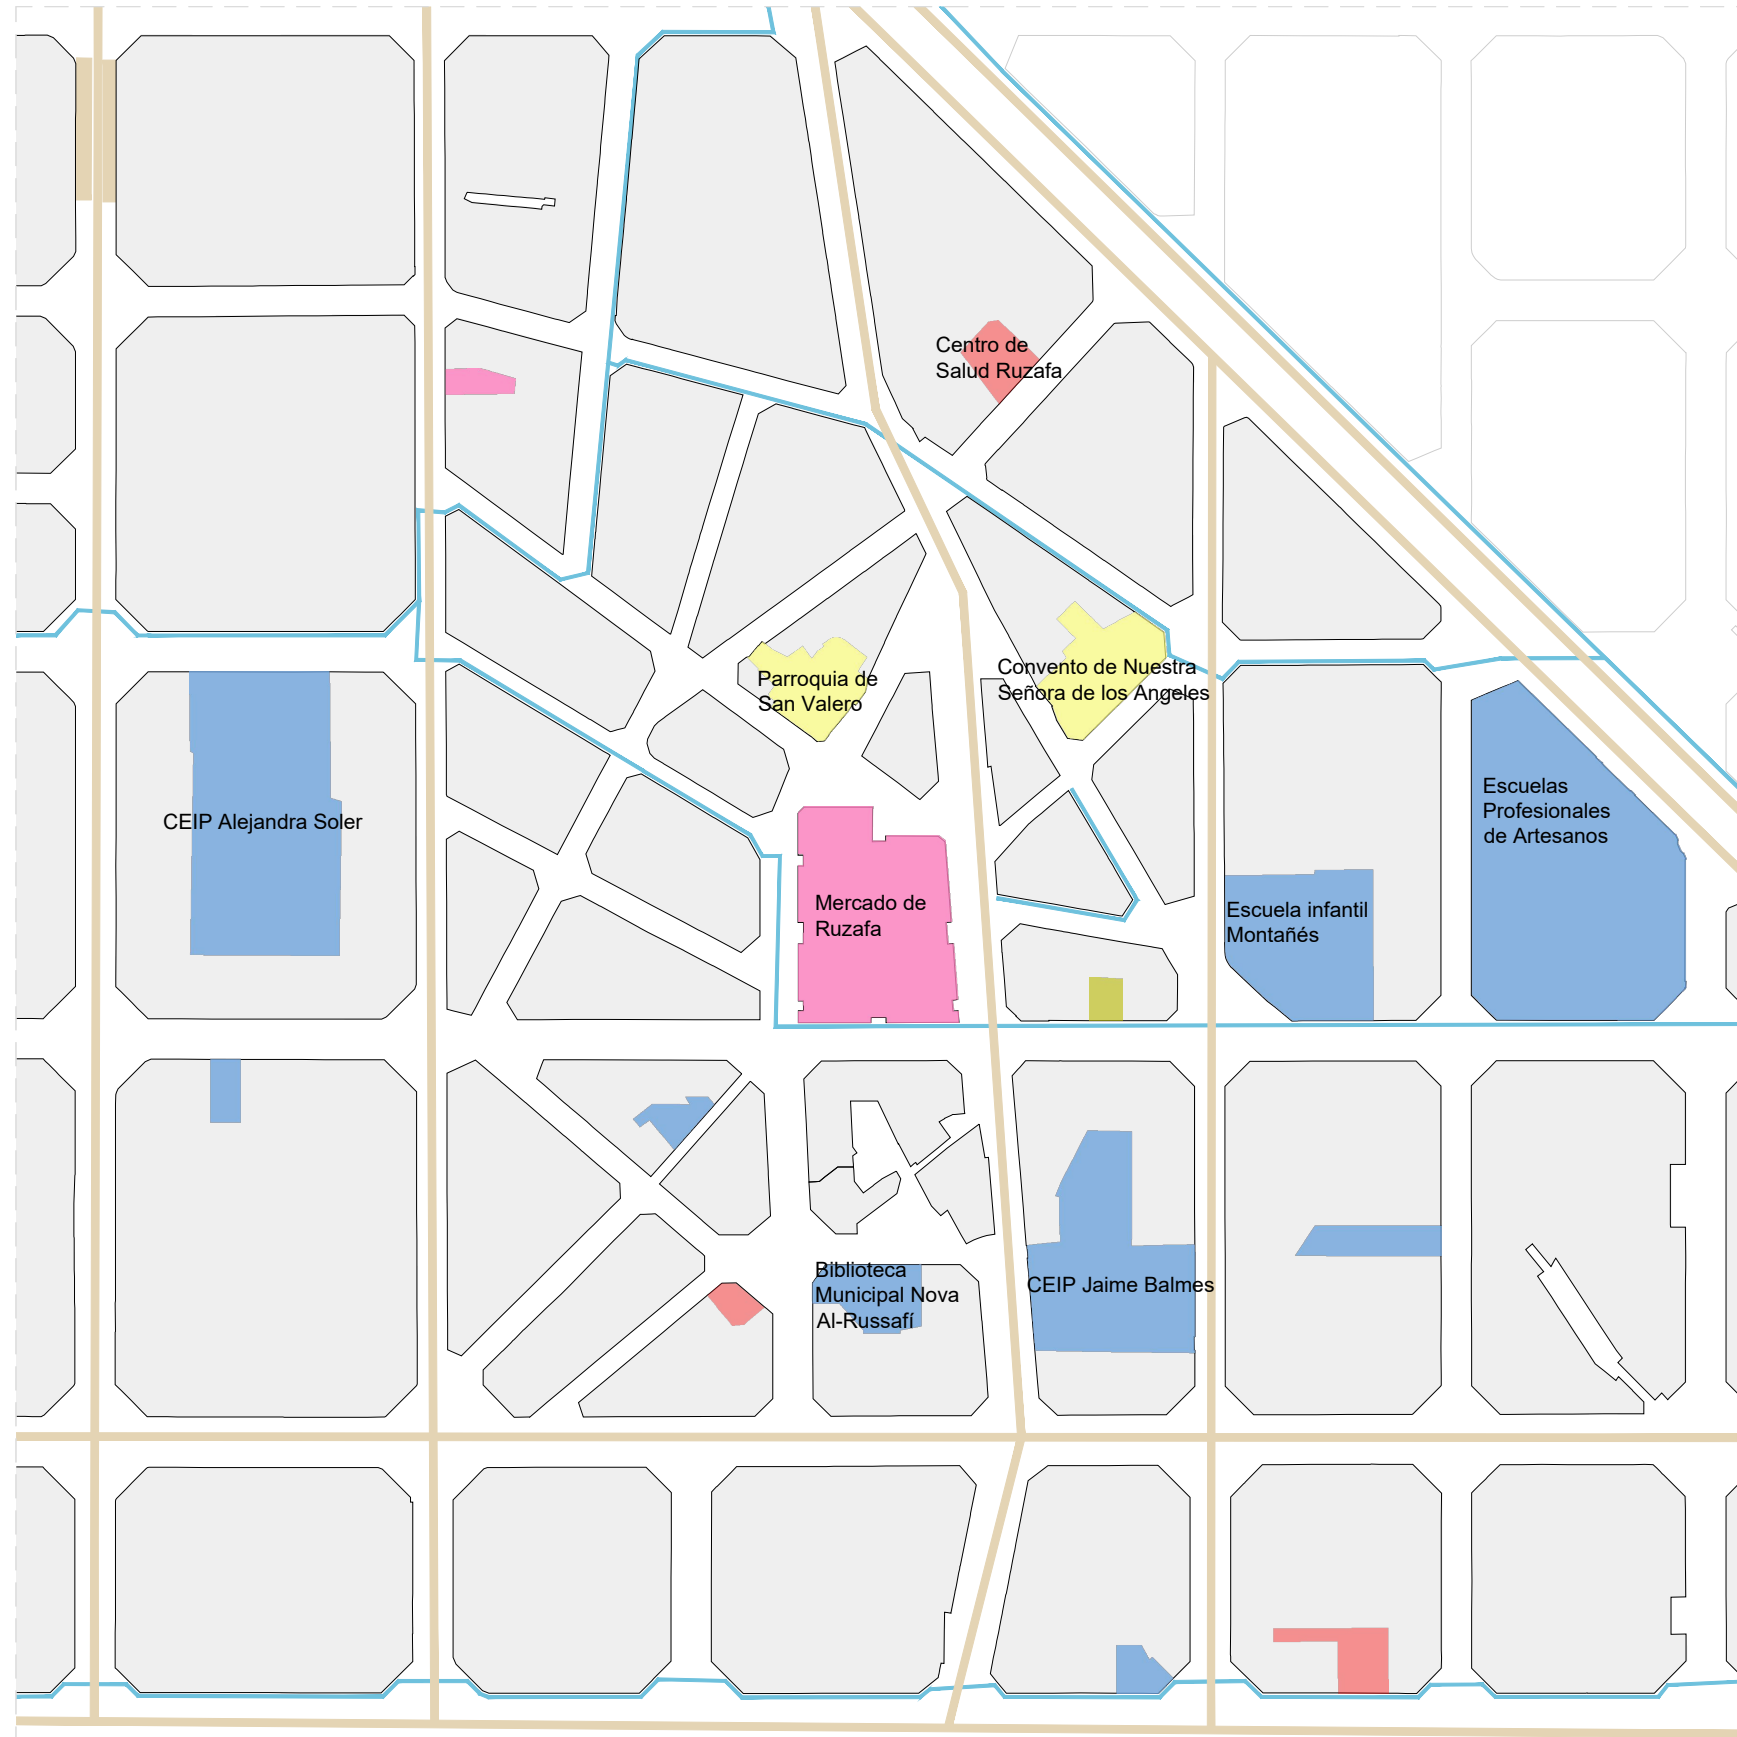 Centro de
Salud Ruzafa
Parroquia de
San Valero
Convento de Nuestra
Señora de los Angeles
CEIP Alejandra Soler
Escuelas
Profesionales
de Artesanos
Mercado de
Ruzafa
Escuela infantil
Montañés
Biblioteca
Municipal Nova
Al-Russafí
CEIP Jaime Balmes